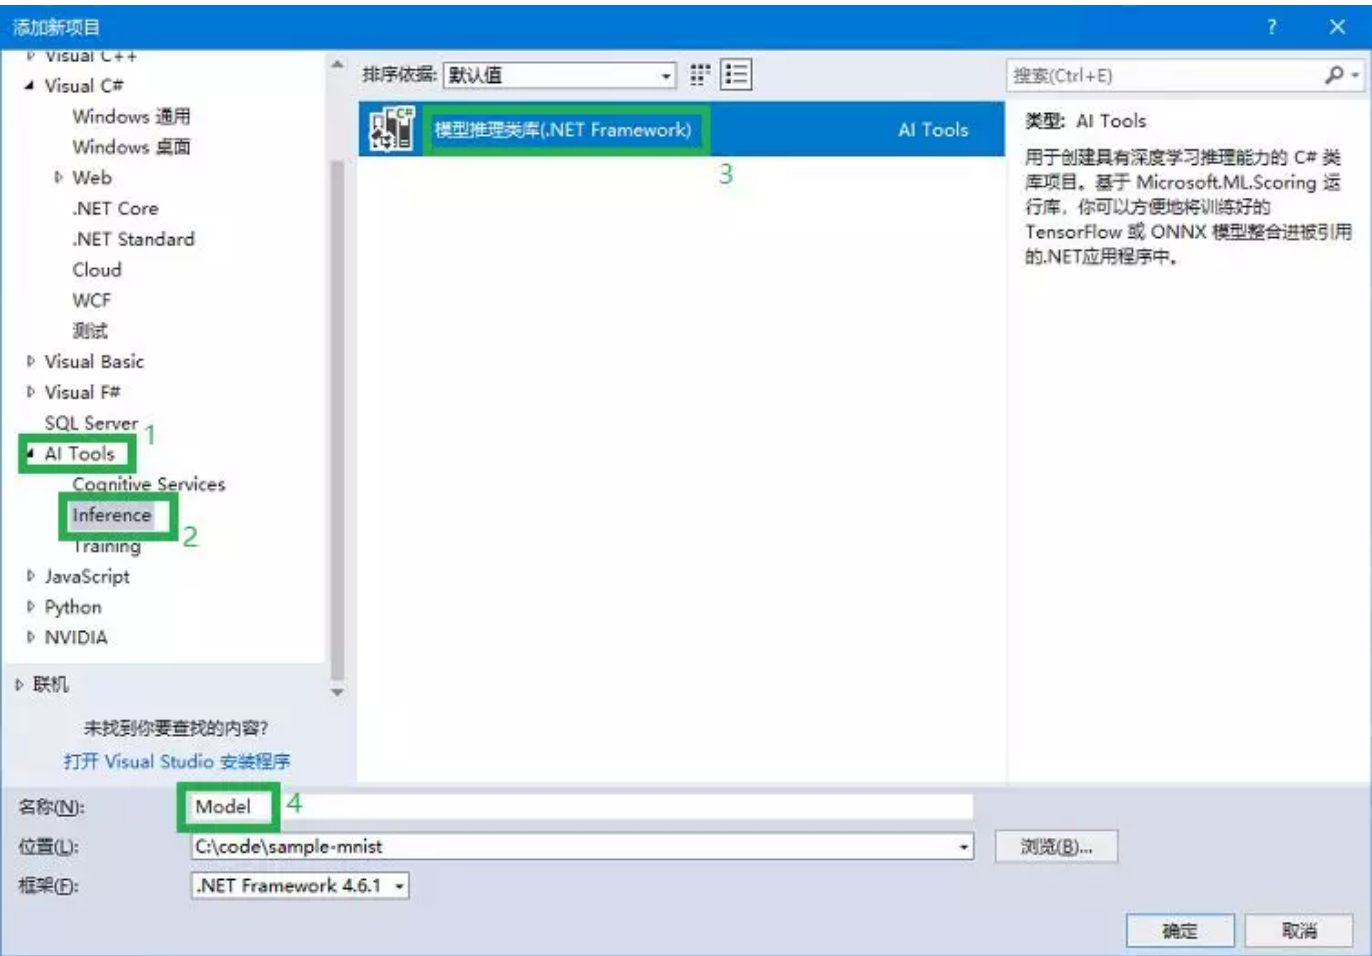 添加新项目
?
Visual C++
Visual C#
Windows 通用
Windows 桌面
Web
.NET Core
.NET Standard
Cloud
WCF
测试
Visual Basic
Visual F#
SQL Server
1
AI Tools
Cognitive Services
Inference
2
Training
JavaScript
Python
NVIDIA
联机
未找到你要查找的内容?
打开 Visual Studio 安装程序
排序依据: 默认值
C#
模型推理类库(.NET Framework)
AI Tools
3
搜索(Ctrl+E)
类型: AI Tools
用于创建具有深度学习推理能力的 C# 类
库项目。基于 Microsoft.ML.Scoring 运
行库，你可以方便地将训练好的
TensorFlow 或 ONNX 模型整合进被引用
的.NET应用程序中。
名称(N): Model
4
位置(L): C:\code\sample-mnist
浏览(B)...
框架(F): .NET Framework 4.6.1
确定
取消